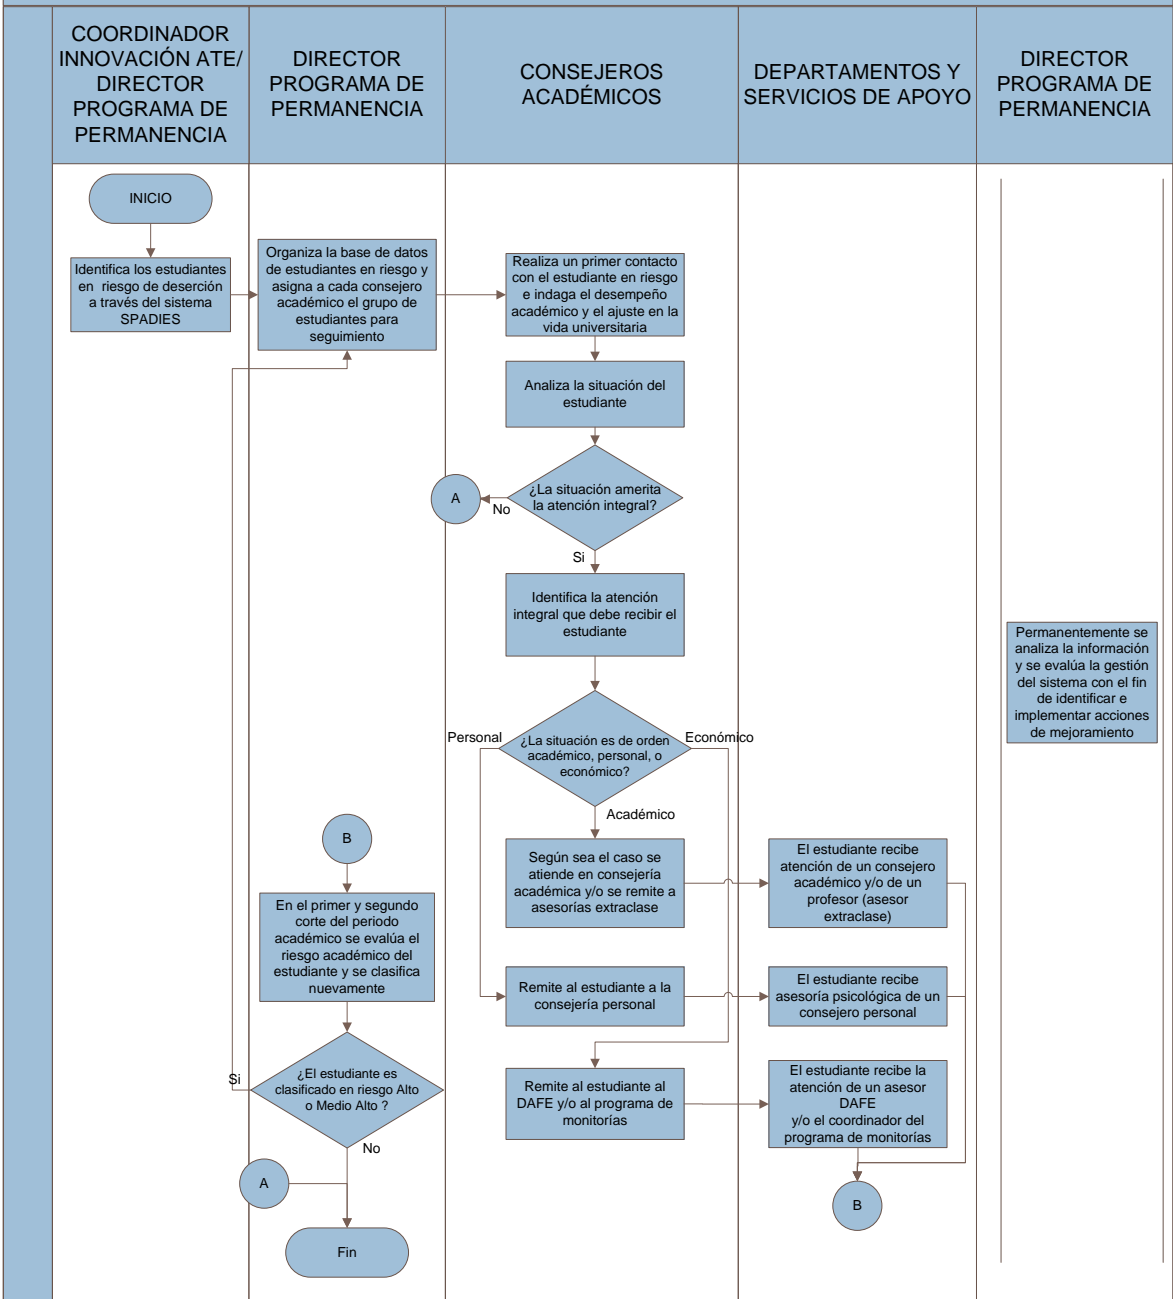 COORDINADOR
INNOVACIÓN ATE/
DIRECTOR
PROGRAMA DE
PERMANENCIA
DIRECTOR
PROGRAMA DE
PERMANENCIA
CONSEJEROS
ACADÉMICOS
DEPARTAMENTOS Y
SERVICIOS DE APOYO
DIRECTOR
PROGRAMA DE
PERMANENCIA
INICIO
Identifica los estudiantes
en riesgo de deserción
a través del sistema
SPADIES
Organiza la base de datos
de estudiantes en riesgo y
asigna a cada consejero
académico el grupo de
estudiantes para
seguimiento
Realiza un primer contacto
con el estudiante en riesgo
e indaga el desempeño
académico y el ajuste en la
vida universitaria
Analiza la situación del
estudiante
¿La situación amerita
la atención integral?
A
No
Si
Identifica la atención
integral que debe recibir el
estudiante
¿La situación es de orden
académico, personal, o
económico?
Personal
Económico
Académico
Según sea el caso se
atiende en consejería
académica y/o se remite a
asesorías extraclase
El estudiante recibe
atención de un consejero
académico y/o de un
profesor (asesor
extraclase)
Remite al estudiante a la
consejería personal
El estudiante recibe
asesoría psicológica de un
consejero personal
Remite al estudiante al
DAFE y/o al programa de
monitorías
El estudiante recibe la
atención de un asesor
DAFE
y/o el coordinador del
programa de monitorías
B
B
En el primer y segundo
corte del periodo
académico se evalúa el
riesgo académico del
estudiante y se clasifica
nuevamente
¿El estudiante es
clasificado en riesgo Alto
o Medio Alto ?
Si
No
A
Fin
Permanentemente se
analiza la información
y se evalúa la gestión
del sistema con el fin
de identificar e
implementar acciones
de mejoramiento